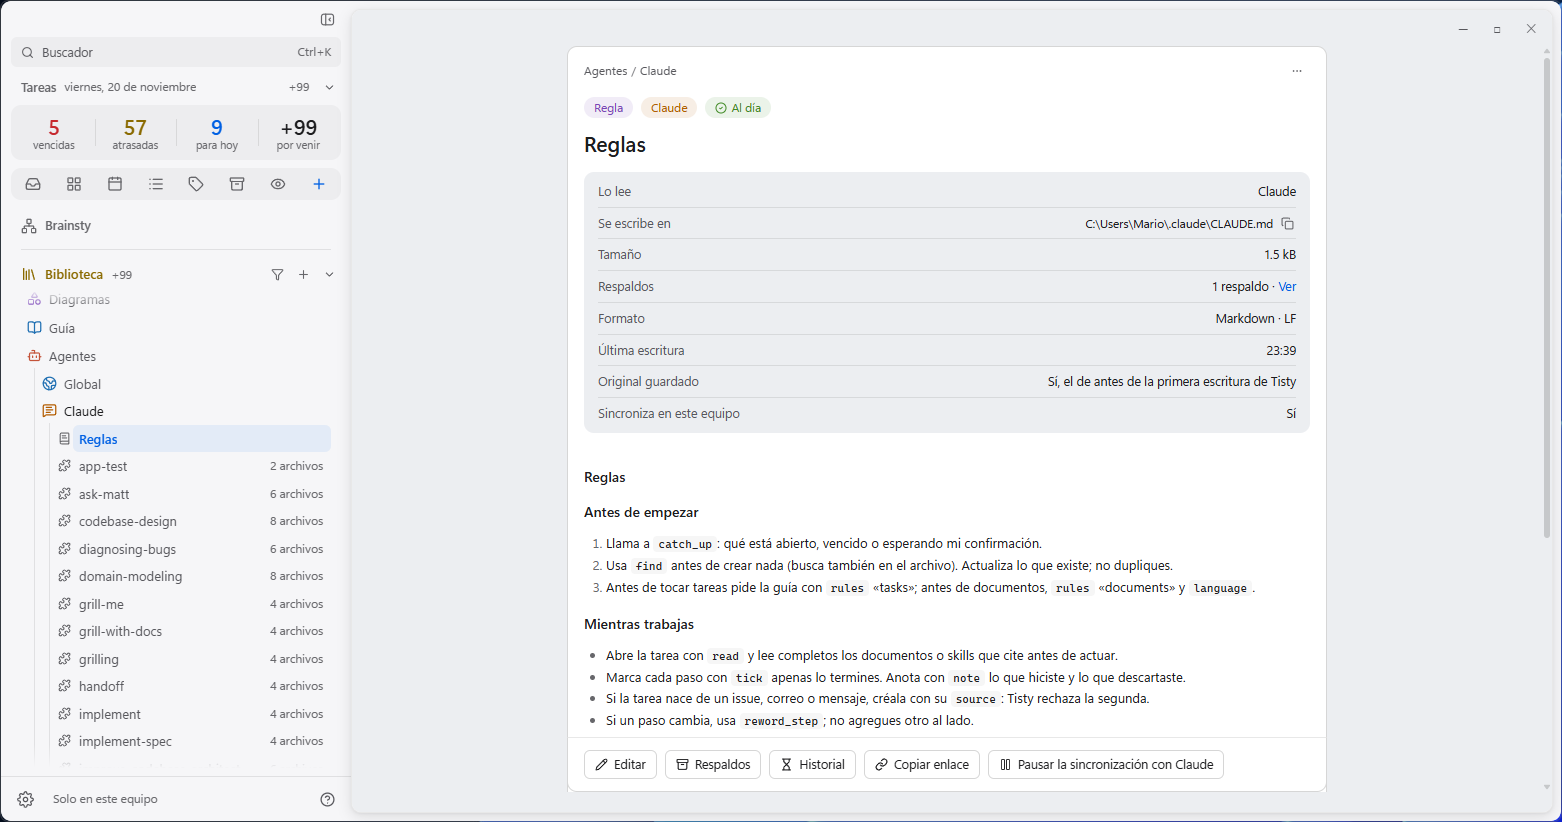 Buscador Ctrl+K
Tareas viernes, 20 de noviembre +99
5 57 9 +99
vencidas atrasadas para hoy por venir
Brainsty
Biblioteca +99
Diagramas
Guía
Agentes
Global
Claude
Reglas
app-test 2 archivos
ask-matt 6 archivos
codebase-design 8 archivos
diagnosing-bugs 6 archivos
domain-modeling 8 archivos
grill-me 4 archivos
grill-with-docs 4 archivos
grilling 4 archivos
handoff 4 archivos
implement 4 archivos
implement-spec 4 archivos
Solo en este equipo
Agentes / Claude
Regla Claude Al día
Reglas
Lo lee Claude
Se escribe en C:\Users\Mario\.claude\CLAUDE.md
Tamaño 1.5 kB
Respaldos 1 respaldo · Ver
Formato Markdown · LF
Última escritura 23:39
Original guardado Sí, el de antes de la primera escritura de Tisty
Sincroniza en este equipo Sí
Reglas
Antes de empezar
1. Llama a catch_up : qué está abierto, vencido o esperando mi confirmación.
2. Usa find antes de crear nada (busca también en el archivo). Actualiza lo que existe; no dupliques.
3. Antes de tocar tareas pide la guía con rules «tasks»; antes de documentos, rules «documents» y language .
Mientras trabajas
• Abre la tarea con read y lee completos los documentos o skills que cite antes de actuar.
• Marca cada paso con tick apenas lo termines. Anota con note lo que hiciste y lo que descartaste.
• Si la tarea nace de un issue, correo o mensaje, créala con su source : Tisty rechaza la segunda.
• Si un paso cambia, usa reword_step ; no agregues otro al lado.
Editar Respaldos Historial Copiar enlace Pausar la sincronización con Claude